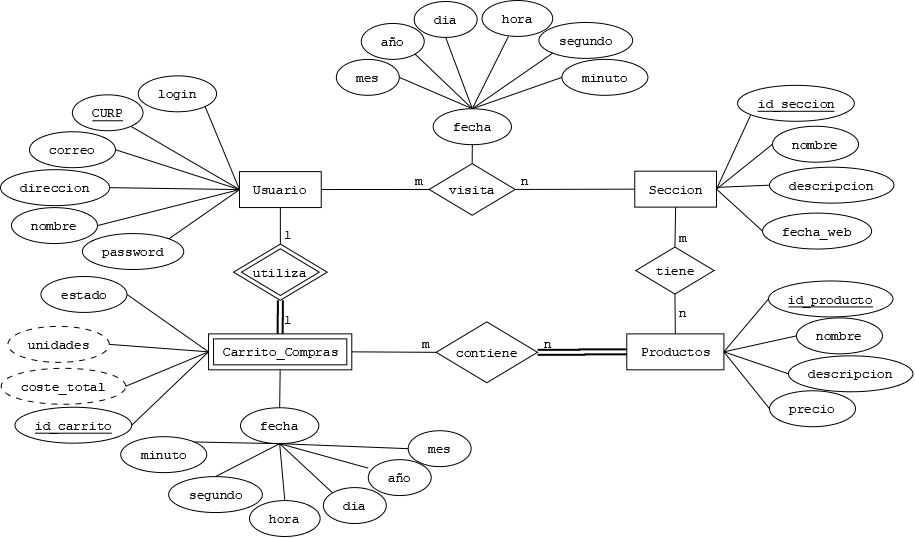 dia
hora
año
segundo
mes
minuto
login
CURP
fecha
id_seccion
correo
nombre
direccion
Usuario
m
visita
n
Seccion
descripcion
nombre
fecha_web
password
1
m
utiliza
tiene
estado
id_producto
1
n
unidades
nombre
Carrito_Compras
m
contiene
n
Productos
coste_total
descripcion
id_carrito
fecha
precio
minuto
mes
año
segundo
dia
hora